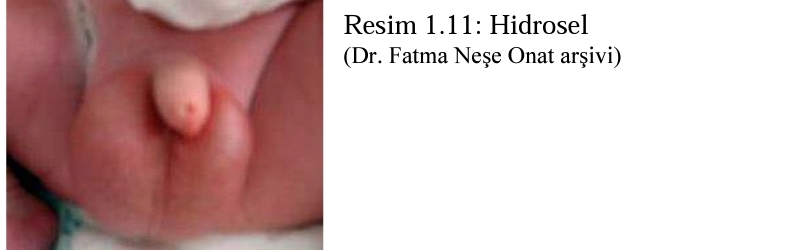 Resim 1.11: Hidrosel
(Dr. Fatma Neşe Onat arşivi)